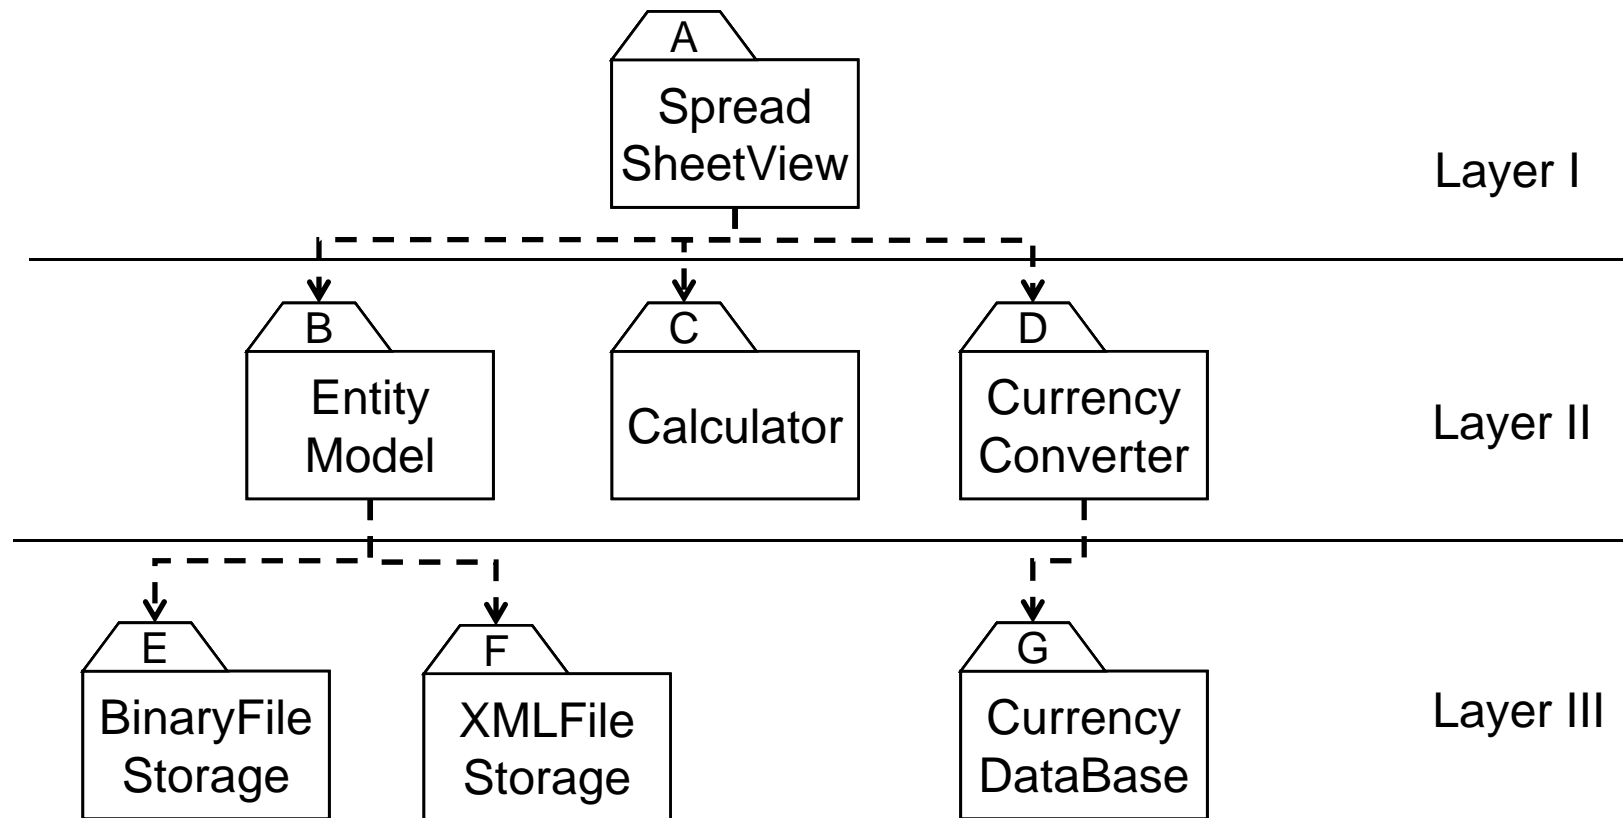 A
Spread
SheetView
Layer I
B
C
D
Entity
Model
Calculator
Currency
Converter
Layer II
E
F
G
BinaryFile
Storage
XMLFile
Storage
Currency
DataBase
Layer III